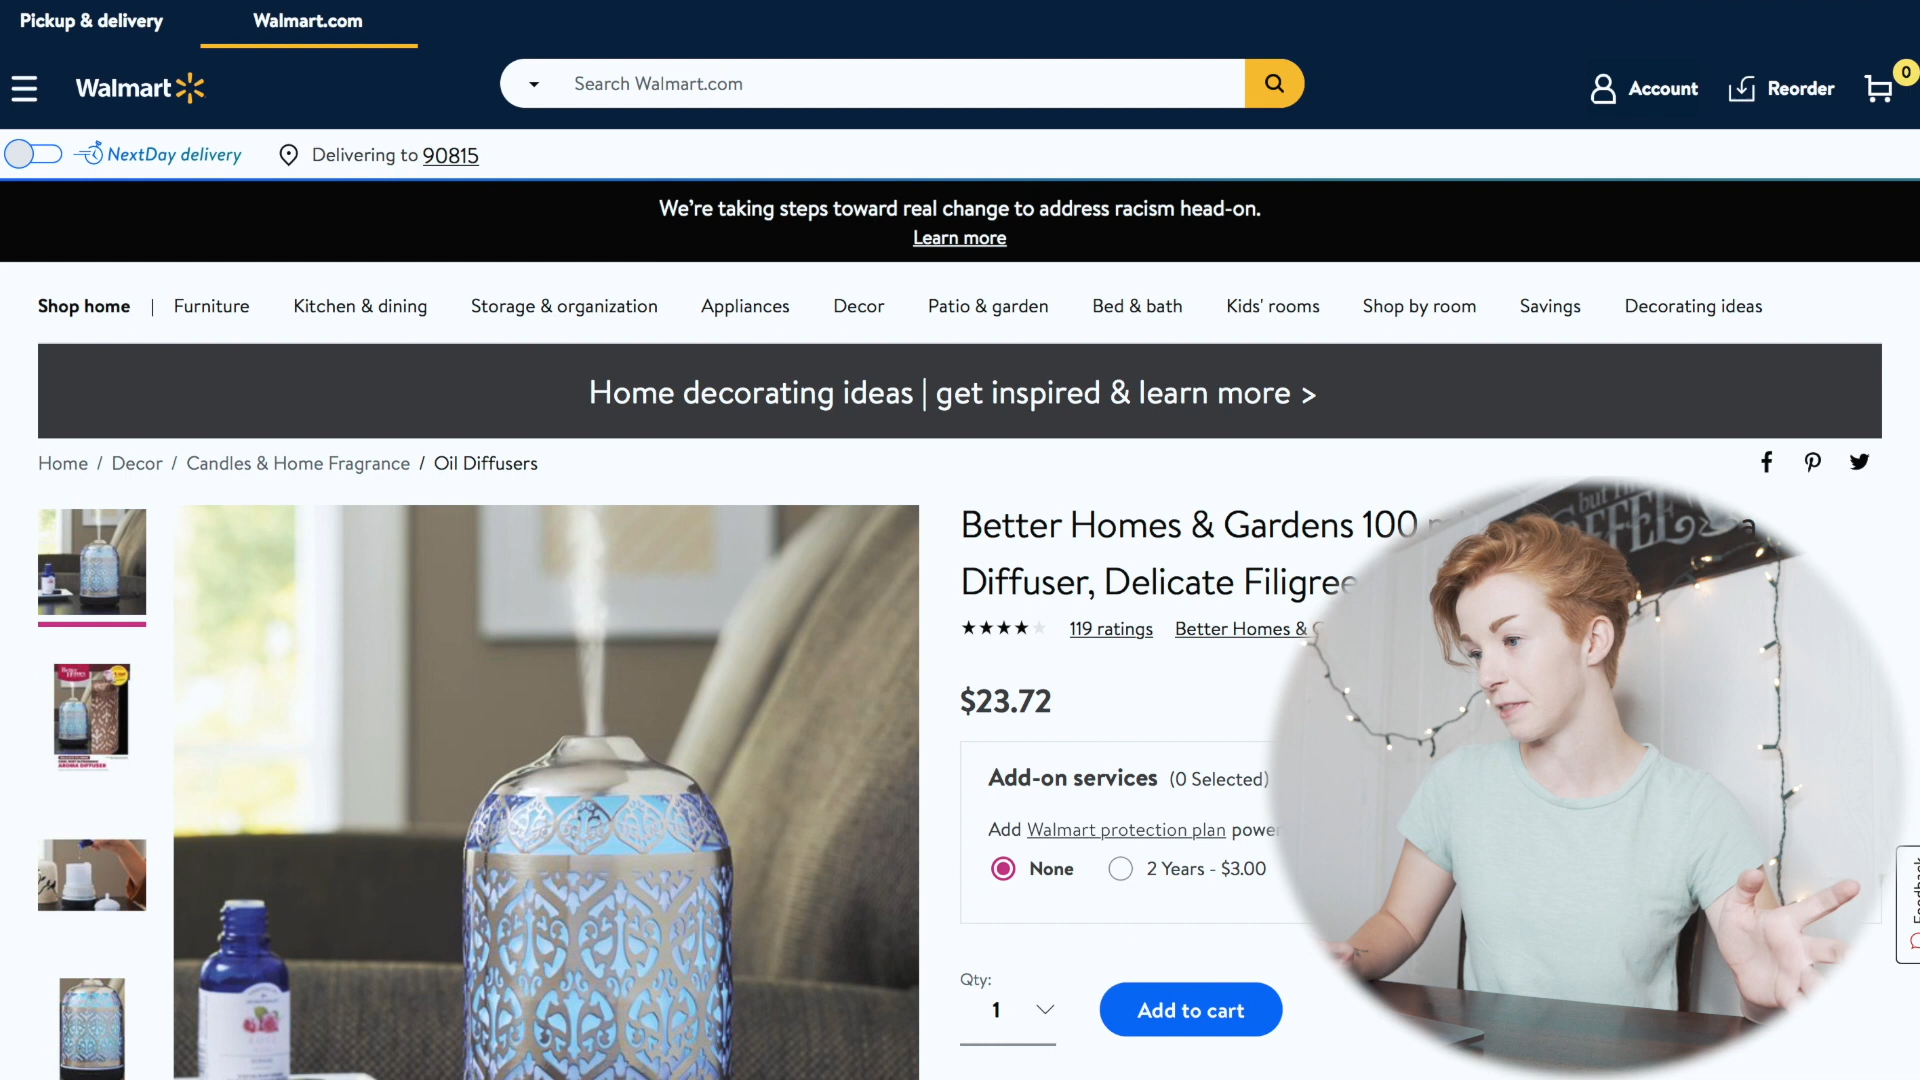 Pickup & delivery
Walmart.com
Walmart
Search Walmart.com
Account
Reorder
0
NextDay delivery
Delivering to 90815
We’re taking steps toward real change to address racism head-on.
Learn more
Shop home | Furniture Kitchen & dining Storage & organization Appliances Decor Patio & garden Bed & bath Kids' rooms Shop by room Savings Decorating ideas
Home decorating ideas | get inspired & learn more >
Home / Decor / Candles & Home Fragrance / Oil Diffusers
Better Homes & Gardens 100
Diffuser, Delicate Filigree
119 ratings
Better Homes &
$23.72
Add-on services (0 Selected)
Add Walmart protection plan
None
2 Years - $3.00
Qty:
1
Add to cart
but